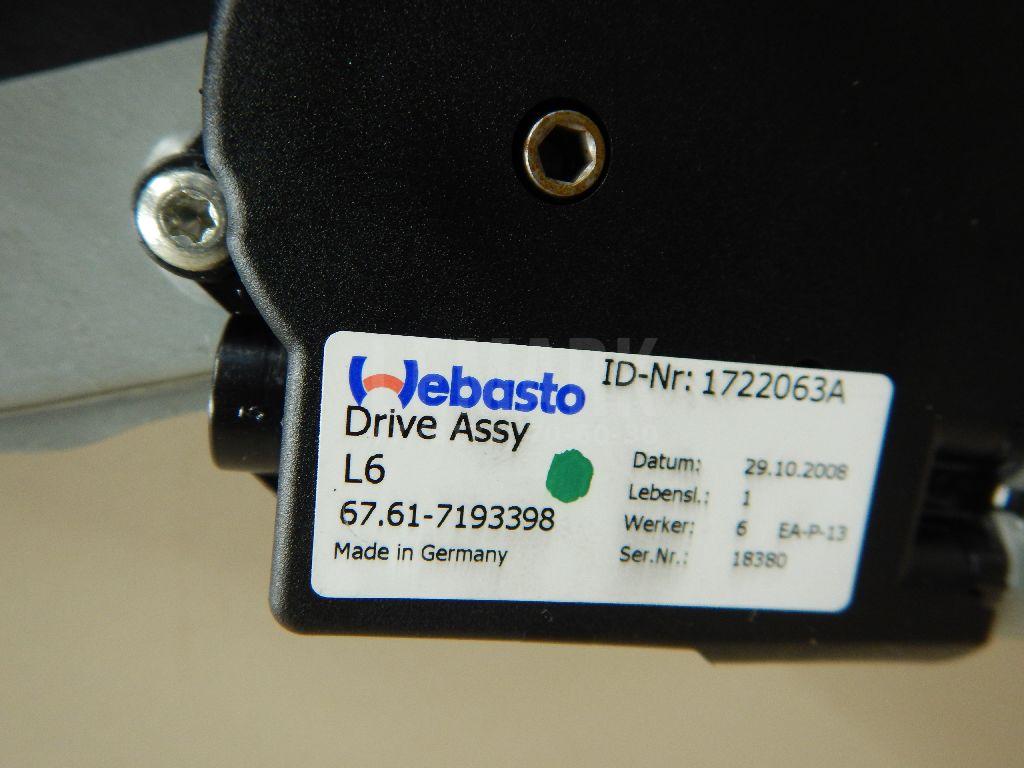 Webasto
ID-Nr: 1722063A
Drive Assy
L6
67.61-7193398
Made in Germany
Datum: 29.10.2008
Lebensl.: 1
Werker: 6 EA-P-13
Ser.Nr.: 18380